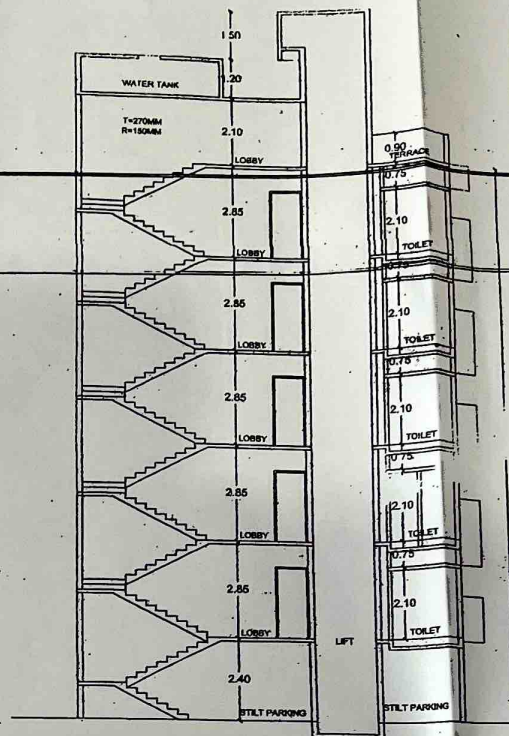 1.50
1.20
WATER TANK
T=270MM
R=150MM
2.10
0.90
TERRACE
LOBBY
0.75
2.85
2.10
TOILET
LOBBY
0.75
2.85
2.10
TOILET
LOBBY
0.75
2.85
2.10
TOILET
LOBBY
0.75
2.85
2.10
TOILET
LOBBY
0.75
2.85
2.10
TOILET
LOBBY
LIFT
2.40
STILT PARKING
STILT PARKING